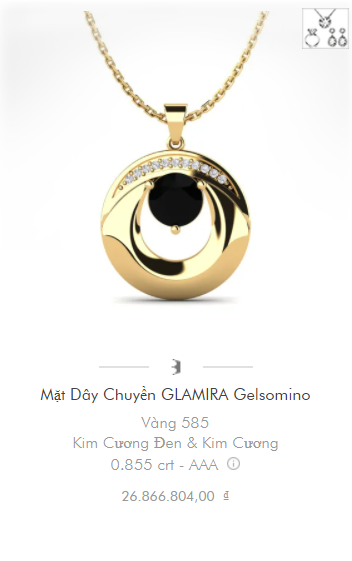 Mặt Dây Chuyền GLAMIRA Gelsomino
Vàng 585
Kim Cương Đen & Kim Cương
0.855 crt - AAA
26.866.804,00 ₫